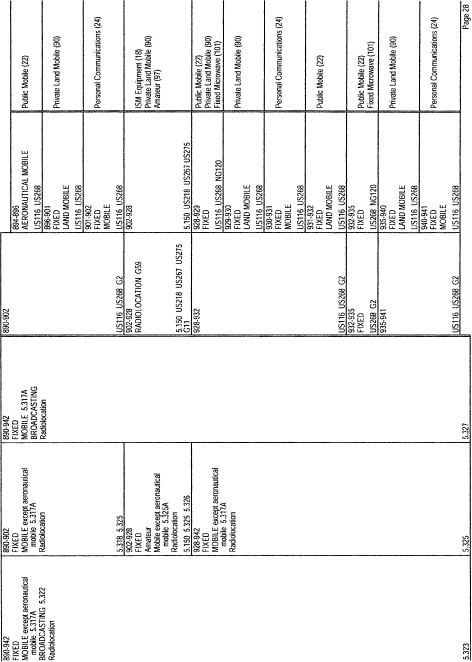 890-942
FIXED
MOBILE except aeronautical
mobile 5.317A
BROADCASTING 5.322
Radiolocation
5.323
890-902
FIXED
MOBILE except aeronautical
mobile 5.317A
Radiolocation
5.318 5.325
902-928
FIXED
Amateur
Mobile except aeronautical
mobile 5.325A
Radiolocation
5.150 5.325 5.326
928-942
FIXED
MOBILE except aeronautical
mobile 5.317A
Radiolocation
5.325
890-942
FIXED
MOBILE 5.317A
BROADCASTING
Radiolocation
5.327
890-902
US116 US268 G2
902-928
RADIOLOCATION G59
5.150 US218 US267 US275
G11
928-932
US116 US268 G2
932-935
FIXED
US268 G2
935-941
US116 US268 G2
894-896
AERONAUTICAL MOBILE
US116 US268
896-901
FIXED
LAND MOBILE
US116 US268
901-902
FIXED
MOBILE
US116 US268
902-928
5.150 US218 US267 US275
928-929
FIXED
US116 US268 NG120
929-930
FIXED
LAND MOBILE
US116 US268
930-931
FIXED
MOBILE
US116 US268
931-932
FIXED
LAND MOBILE
US116 US268
932-935
FIXED
US268 NG120
935-940
FIXED
LAND MOBILE
US116 US268
940-941
FIXED
MOBILE
US116 US268
Public Mobile (22)
Private Land Mobile (90)
Personal Communications (24)
ISM Equipment (18)
Private Land Mobile (90)
Amateur (97)
Public Mobile (22)
Private Land Mobile (90)
Fixed Microwave (101)
Private Land Mobile (90)
Personal Communications (24)
Public Mobile (22)
Public Mobile (22)
Fixed Microwave (101)
Private Land Mobile (90)
Personal Communications (24)
Page 28